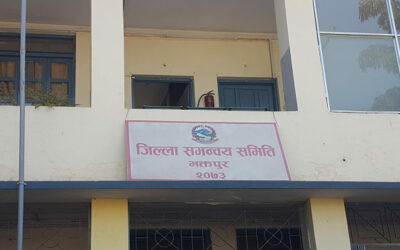 जिल्ला समन्वय समिति
भक्तपुर
२०७३